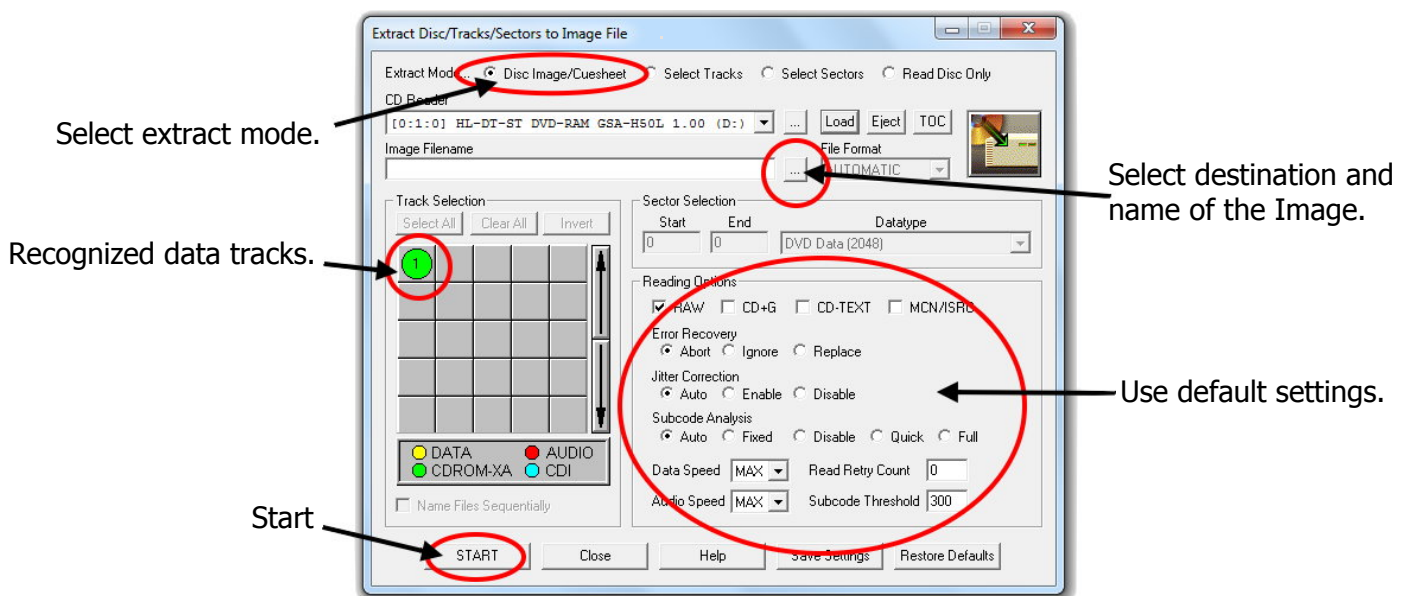 Extract Disc/Tracks/Sectors to Image File
Extract Mode... Disc Image/Cuesheet Select Tracks Select Sectors Read Disc Only
CD Reader
[0:1:0] HL-DT-ST DVD-RAM GSA-H50L 1.00 (D:) ... Load Eject TOC
Select extract mode.
Image Filename File Format
... AUTOMATIC
Select destination and
name of the Image.
Track Selection
Select All Clear All Invert
Sector Selection
Start End Datatype
0 0 DVD Data (2048)
Recognized data tracks.
1
Reading Options
RAW CD+G CD-TEXT MCN/ISRC
Error Recovery
Abort Ignore Replace
Jitter Correction
Auto Enable Disable
Use default settings.
Subcode Analysis
Auto Fixed Disable Quick Full
DATA AUDIO
CDROM-XA CDI
Data Speed MAX Read Retry Count 0
Name Files Sequentially
Audio Speed MAX Subcode Threshold 300
Start
START Close Help Save Settings Restore Defaults